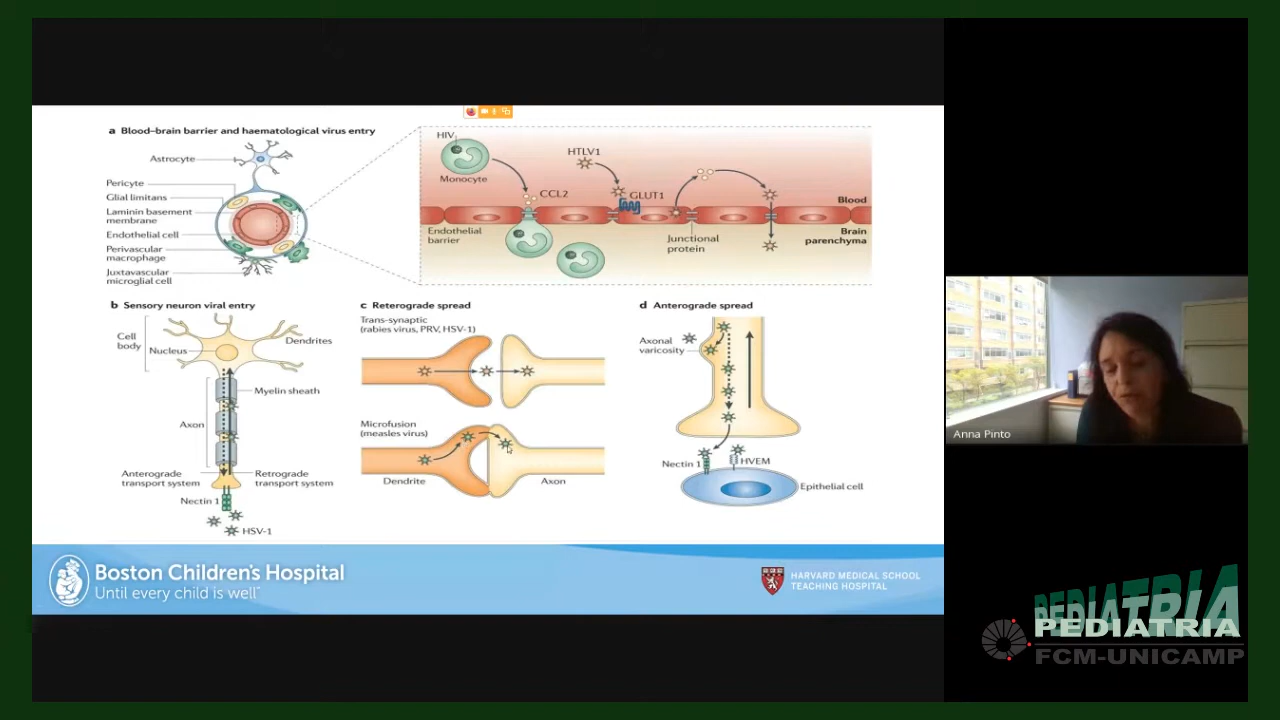 a Blood–brain barrier and haematological virus entry
Astrocyte
Pericyte
Glial limitans
Laminin basement
membrane
Endothelial cell
Perivascular
macrophage
Juxtavascular
microglial cell
HIV
Monocyte
CCL2
HTLV1
GLUT1
Blood
Endothelial
barrier
Junctional
protein
Brain
parenchyma
b Sensory neuron viral entry
Cell
body
Nucleus
Dendrites
Myelin sheath
Axon
Anterograde
transport system
Retrograde
transport system
Nectin 1
HSV-1
c Reterograde spread
Trans-synaptic
(rabies virus, PRV, HSV-1)
Microfusion
(measles virus)
Dendrite
Axon
d Anterograde spread
Axonal
varicosity
Nectin 1
HVEM
Epithelial cell
Boston Children's Hospital
Until every child is well
HARVARD MEDICAL SCHOOL
TEACHING HOSPITAL
Anna Pinto
PEDIATRIA
PEDIATRIA
FCM-UNICAMP